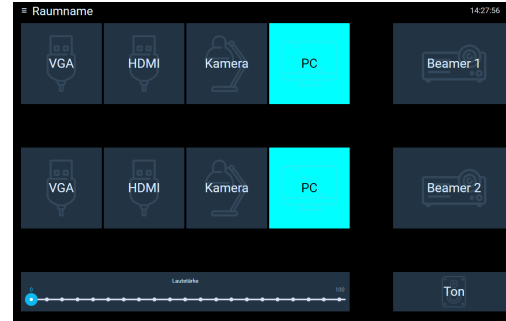 ≡ Raumname 14:27:56
VGA HDMI Kamera PC Beamer 1
VGA HDMI Kamera PC Beamer 2
Lautstärke
0 100
Ton